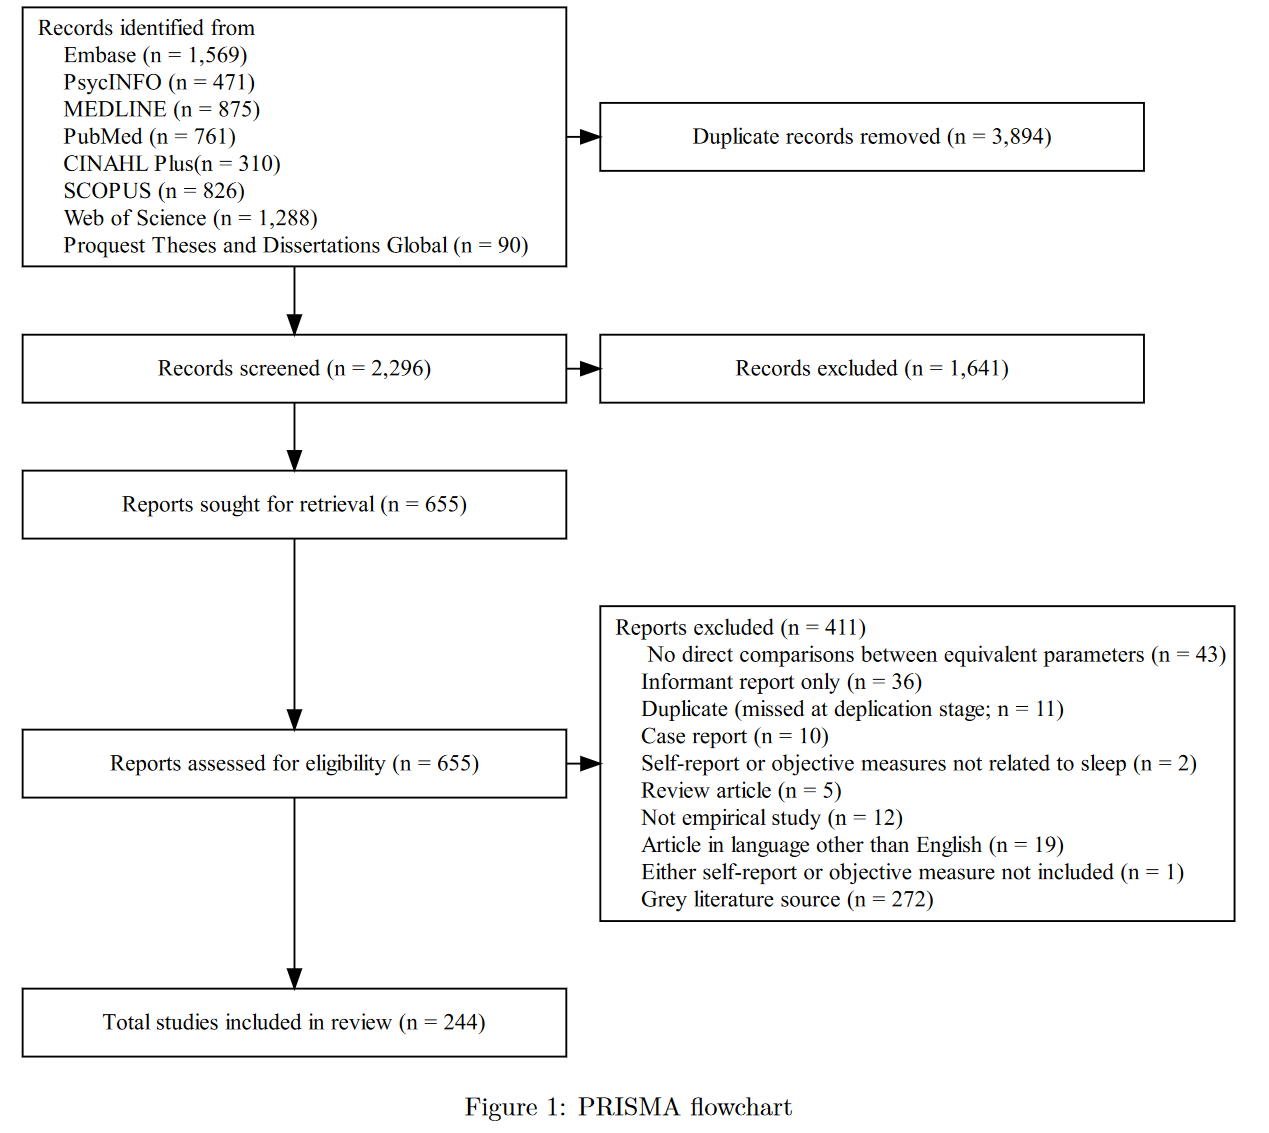 Records identified from
Embase (n = 1,569)
PsycINFO (n = 471)
MEDLINE (n = 875)
PubMed (n = 761)
CINAHL Plus(n = 310)
SCOPUS (n = 826)
Web of Science (n = 1,288)
Proquest Theses and Dissertations Global (n = 90)
Duplicate records removed (n = 3,894)
Records screened (n = 2,296)
Records excluded (n = 1,641)
Reports sought for retrieval (n = 655)
Reports assessed for eligibility (n = 655)
Reports excluded (n = 411)
No direct comparisons between equivalent parameters (n = 43)
Informant report only (n = 36)
Duplicate (missed at deplication stage; n = 11)
Case report (n = 10)
Self-report or objective measures not related to sleep (n = 2)
Review article (n = 5)
Not empirical study (n = 12)
Article in language other than English (n = 19)
Either self-report or objective measure not included (n = 1)
Grey literature source (n = 272)
Total studies included in review (n = 244)
Figure 1: PRISMA flowchart